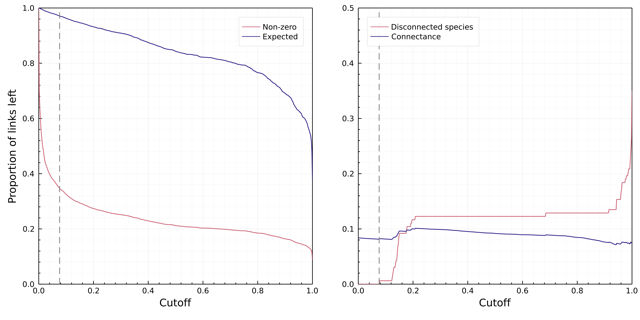 1.0
0.8
0.6
0.4
0.2
0.0
Proportion of links left
Non-zero
Expected
0.0 0.2 0.4 0.6 0.8 1.0
Cutoff
0.5
0.4
0.3
0.2
0.1
0.0
Disconnected species
Connectance
0.0 0.2 0.4 0.6 0.8 1.0
Cutoff